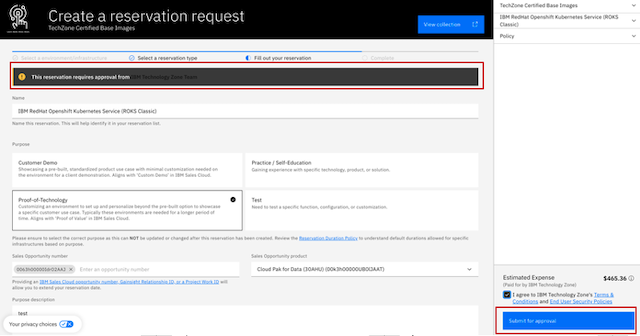 Create a reservation request
TechZone Certified Base Images
View collection
Select a reservation type
Fill out your reservation
Complete
This reservation requires approval from IBM Technology Zone Team
Name
IBM RedHat Openshift Kubernetes Service (ROKS Classic)
Name this reservation. This will help identify it in your reservation list.
Purpose
Customer Demo
Showcasing a pre-built, standardized product use case with minimal customization needed on
the environment for a client demonstration. Aligns with 'Custom Demo' in IBM Sales Cloud.
Practice / Self-Education
Gaining experience with specific technology, product, or solution.
Proof-of-Technology
Customizing an environment to set up and personalise beyond the pre-built option to showcase
a specific customer use case. Typically these environments are needed for a longer period of
time. Aligns with 'Proof of Value' in IBM Sales Cloud.
Test
Need to test a specific function, configuration, or customization.
Please ensure to select the correct purpose as this can NOT be updated or changed after this reservation has been created. Review the Reservation Duration Policy to understand default durations allowed for specific
infrastructures based on purpose.
Sales Opportunity number
Enter an opportunity number
Providing an IBM Sales Cloud opportunity number, Gainsight Relationship ID, or a Project Work ID will
allow you to extend your reservation date.
Sales Opportunity product
Cloud Pak for Data (30AHU)
Purpose description
test
Your privacy choices
TechZone Certified Base Images
IBM RedHat Openshift Kubernetes Service (ROKS
Classic)
Policy
Estimated Expense
$465.36
(Paid for by IBM Technology Zone)
I agree to IBM Technology Zone's Terms &
Conditions and End User Security Policies
Submit for approval